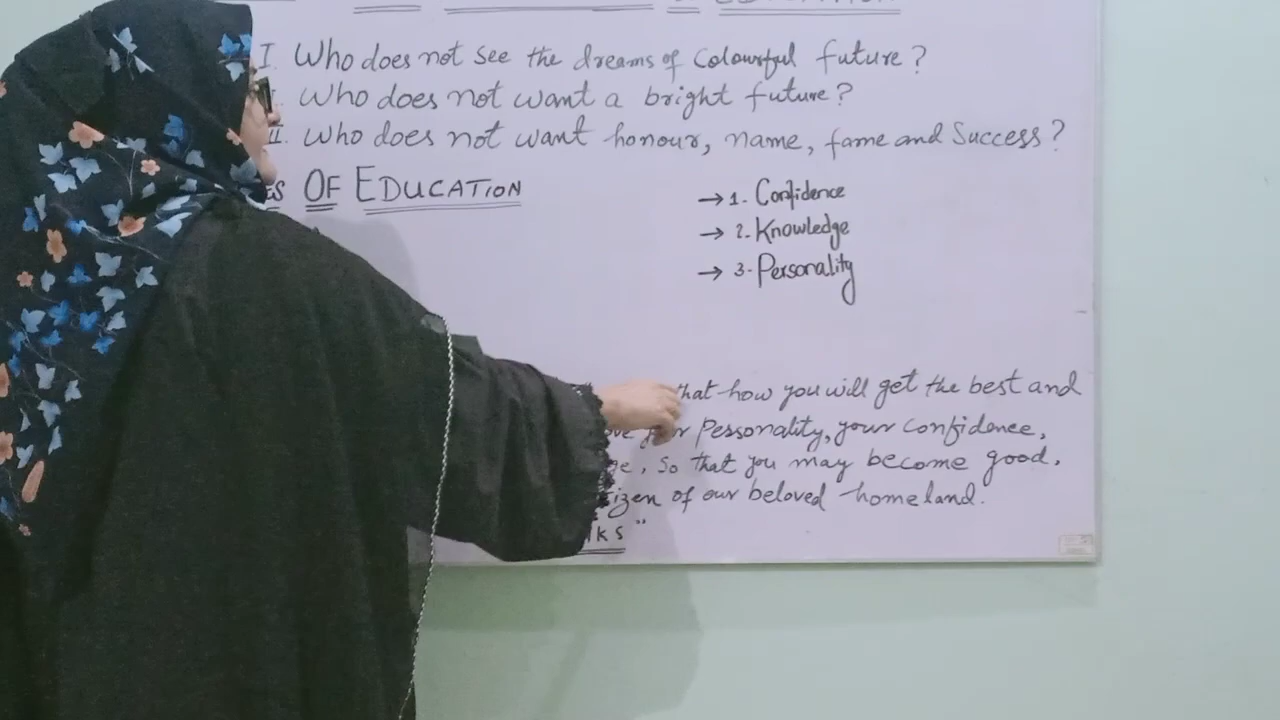 EDUCATION
I. Who does not see the dreams of Colourful future?
Who does not want a bright future?
II. Who does not want honour, name, fame and Success?
OF EDUCATION
→ 1. Confidence
→ 2. Knowledge
→ 3. Personality
that how you will get the best and
Personality, your confidence,
, So that you may become good,
of our beloved homeland.